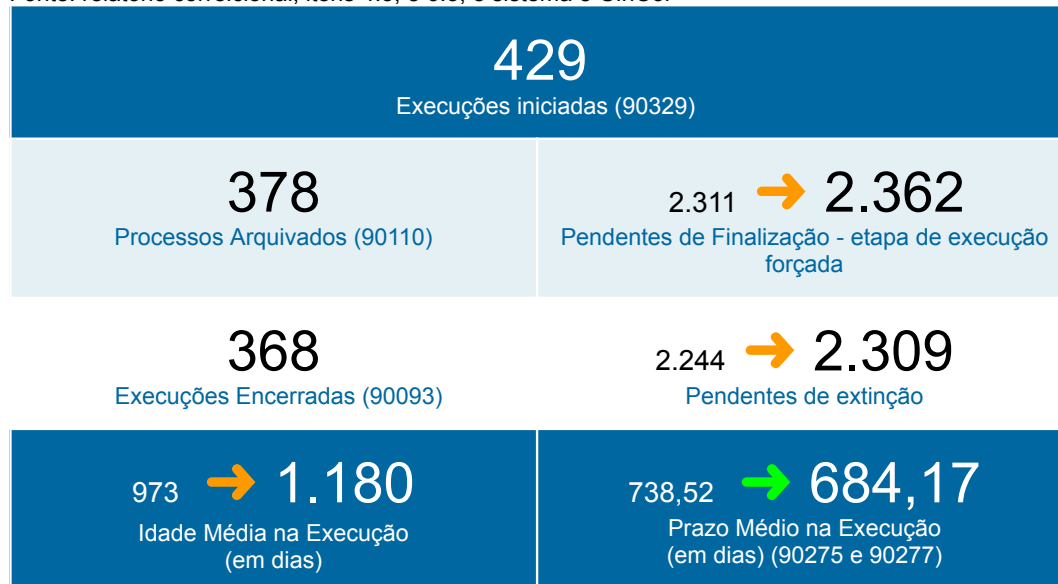 429
Execuções iniciadas (90329)
378
Processos Arquivados (90110)
2.311 2.362
Pendentes de Finalização - etapa de execução
forçada
368
Execuções Encerradas (90093)
2.244 2.309
Pendentes de extinção
973 1.180
Idade Média na Execução
(em dias)
738,52 684,17
Prazo Médio na Execução
(em dias) (90275 e 90277)